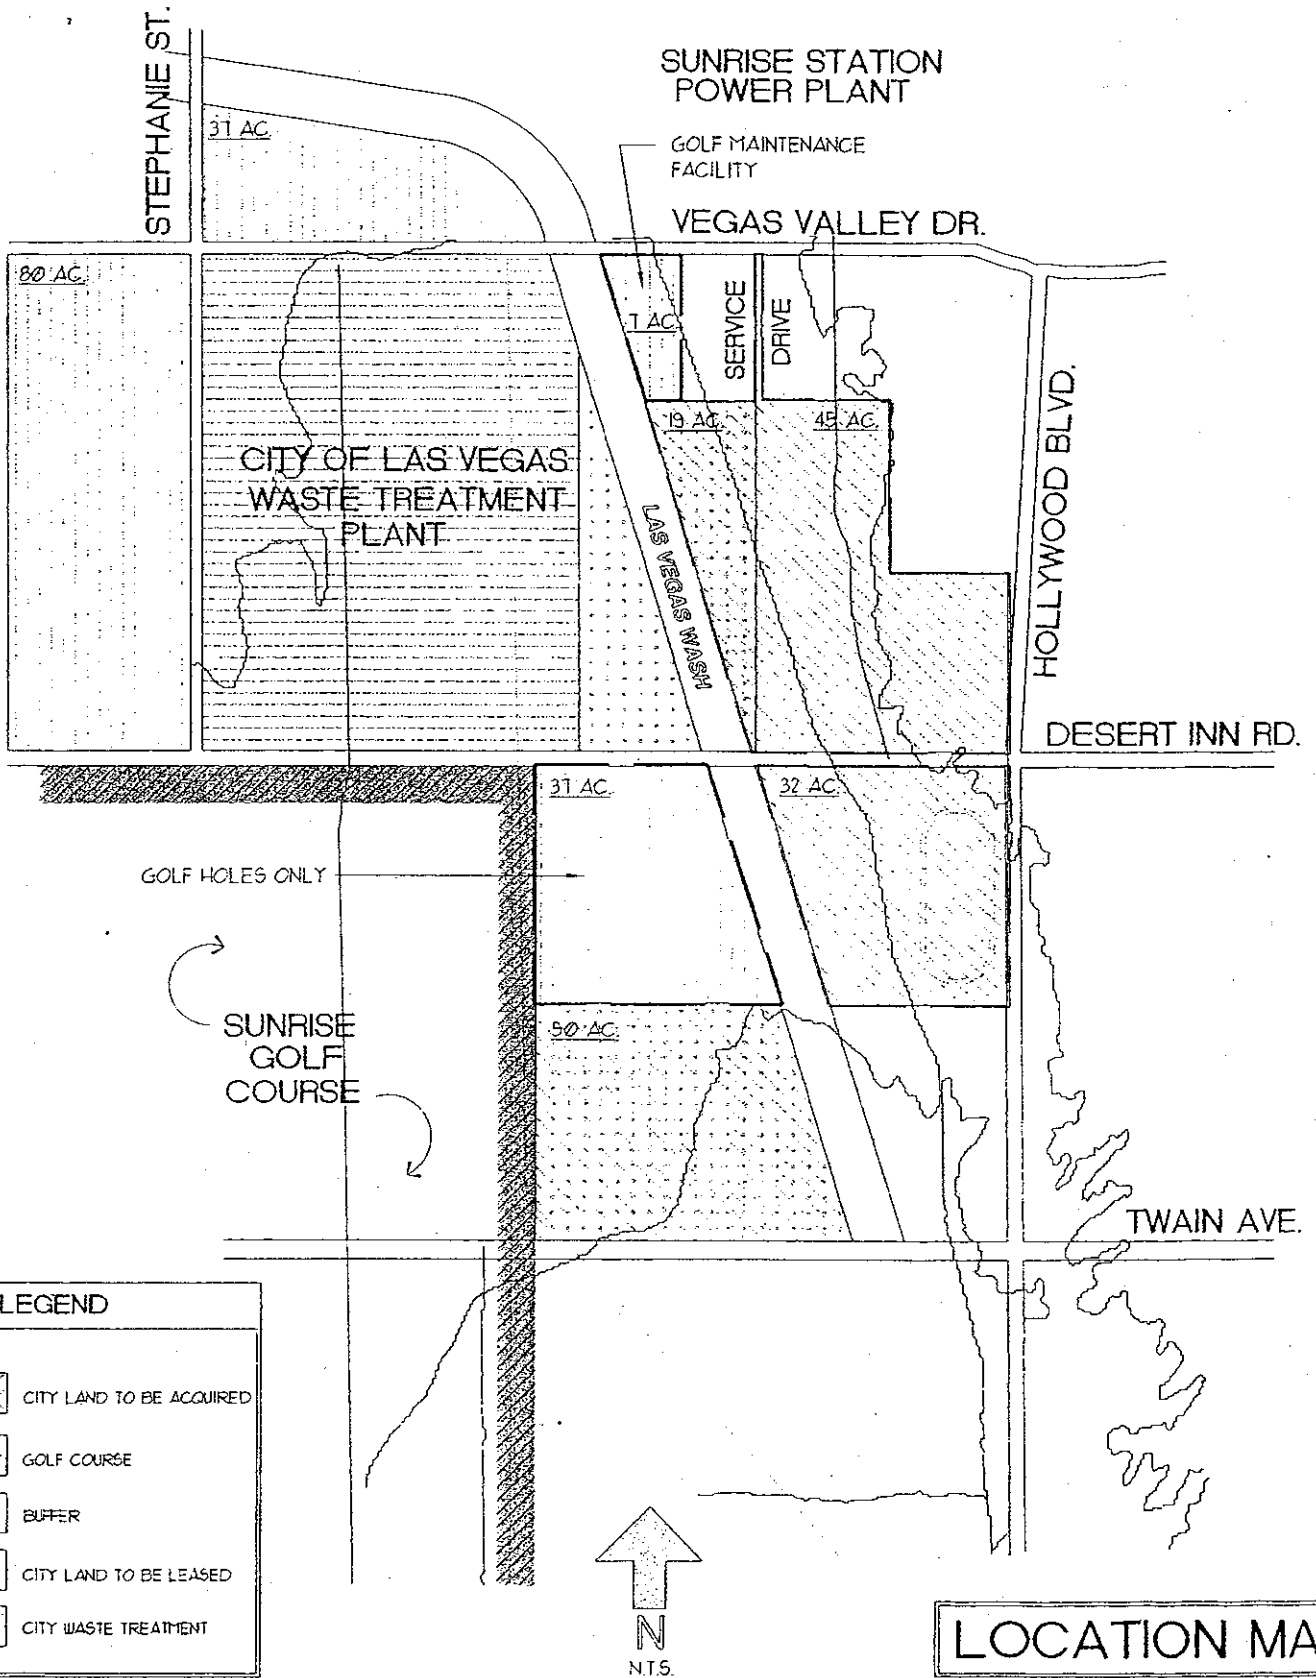 STEPHANIE ST.
SUNRISE STATION
POWER PLANT
GOLF MAINTENANCE
FACILITY
37 AC.
VEGAS VALLEY DR.
80 AC.
7 AC.
SERVICE
DRIVE
HOLLYWOOD BLVD.
19 AC.
45 AC.
CITY OF LAS VEGAS
WASTE TREATMENT
PLANT
LAS VEGAS WASH
DESERT INN RD.
37 AC.
32 AC.
GOLF HOLES ONLY
SUNRISE
GOLF
COURSE
50 AC.
TWAIN AVE.
LEGEND
CITY LAND TO BE ACQUIRED
GOLF COURSE
BUFFER
CITY LAND TO BE LEASED
CITY WASTE TREATMENT
N
N.T.S.
LOCATION MA